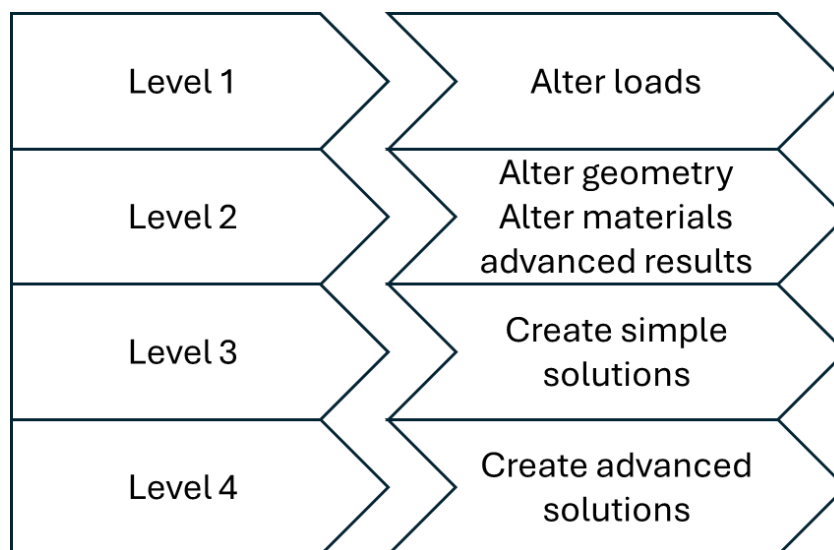 Level 1
Alter loads
Level 2
Alter geometry
Alter materials
advanced results
Level 3
Create simple
solutions
Level 4
Create advanced
solutions